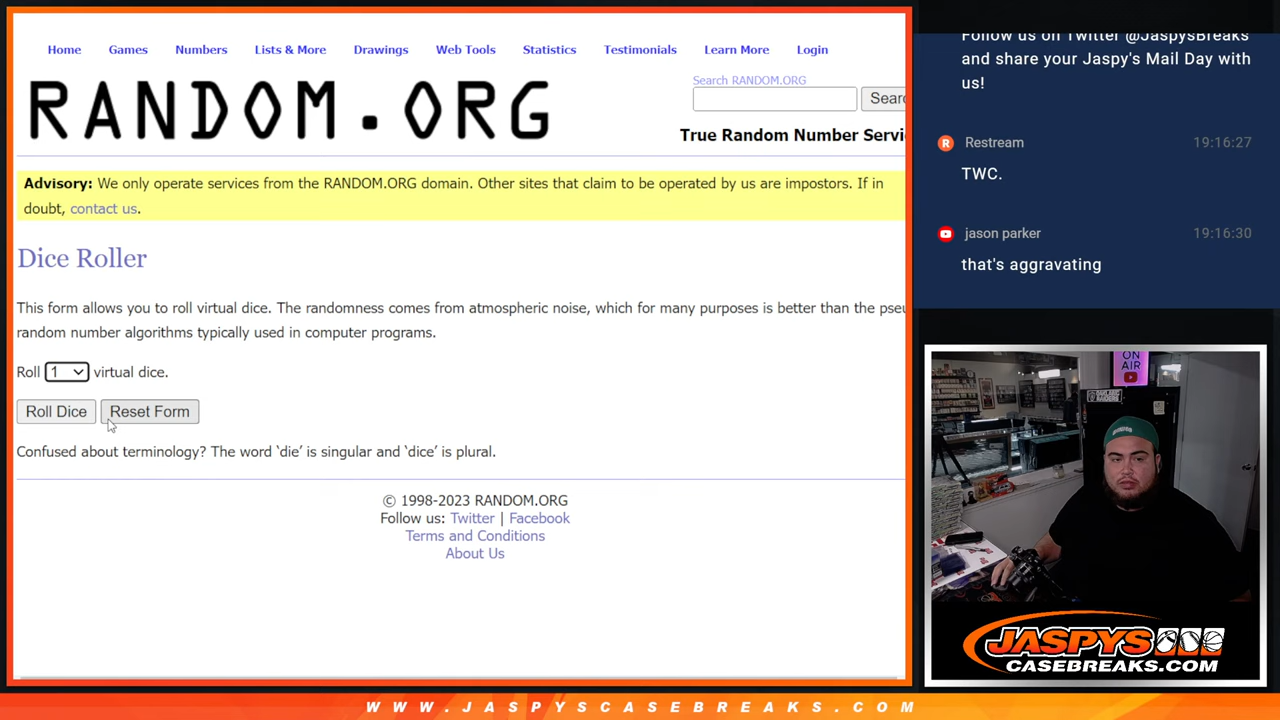 Home Games Numbers Lists & More Drawings Web Tools Statistics Testimonials Learn More Login
RANDOM.ORG
Search RANDOM.ORG
Searc
True Random Number Servi
Advisory: We only operate services from the RANDOM.ORG domain. Other sites that claim to be operated by us are impostors. If in
doubt, contact us.
Dice Roller
This form allows you to roll virtual dice. The randomness comes from atmospheric noise, which for many purposes is better than the pseu
random number algorithms typically used in computer programs.
Roll 1 virtual dice.
Roll Dice Reset Form
Confused about terminology? The word ‘die’ is singular and ‘dice’ is plural.
© 1998-2023 RANDOM.ORG
Follow us: Twitter | Facebook
Terms and Conditions
About Us
Follow us on Twitter @JaspysBreaks
and share your Jaspy's Mail Day with
us!
Restream 19:16:27
TWC.
jason parker 19:16:30
that's aggravating
ON
AIR
JASPYS
CASEBREAKS.COM
WWW.JASPYSCASEBREAKS.COM